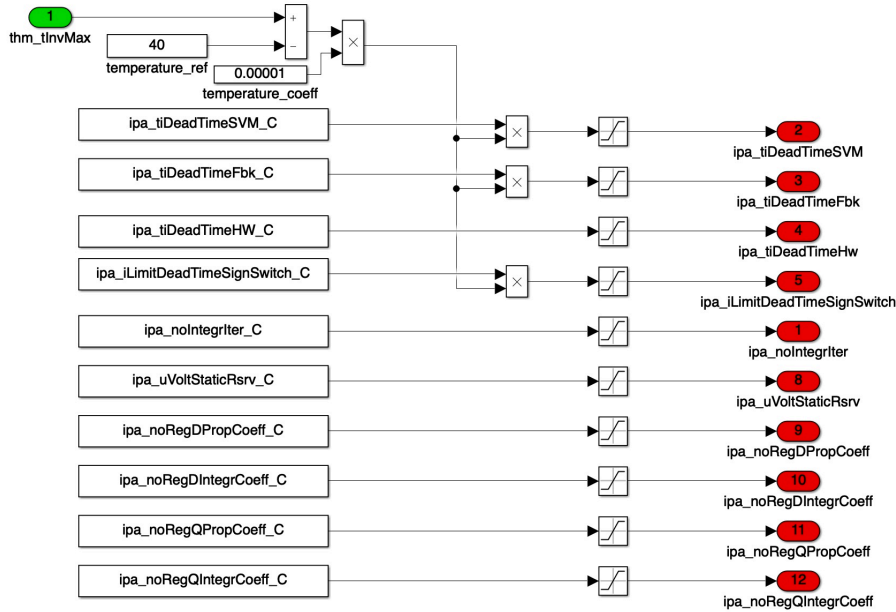 1
thm_tInvMax
+
−
40
temperature_ref
×
0.00001
temperature_coeff
ipa_tiDeadTimeSVM_C
×
2
ipa_tiDeadTimeSVM
ipa_tiDeadTimeFbk_C
×
3
ipa_tiDeadTimeFbk
ipa_tiDeadTimeHW_C
4
ipa_tiDeadTimeHw
ipa_iLimitDeadTimeSignSwitch_C
×
5
ipa_iLimitDeadTimeSignSwitch
ipa_noIntegrIter_C
1
ipa_noIntegrIter
ipa_uVoltStaticRsrv_C
8
ipa_uVoltStaticRsrv
ipa_noRegDPropCoeff_C
9
ipa_noRegDPropCoeff
ipa_noRegDIntegrCoeff_C
10
ipa_noRegDIntegrCoeff
ipa_noRegQPropCoeff_C
11
ipa_noRegQPropCoeff
ipa_noRegQIntegrCoeff_C
12
ipa_noRegQIntegrCoeff